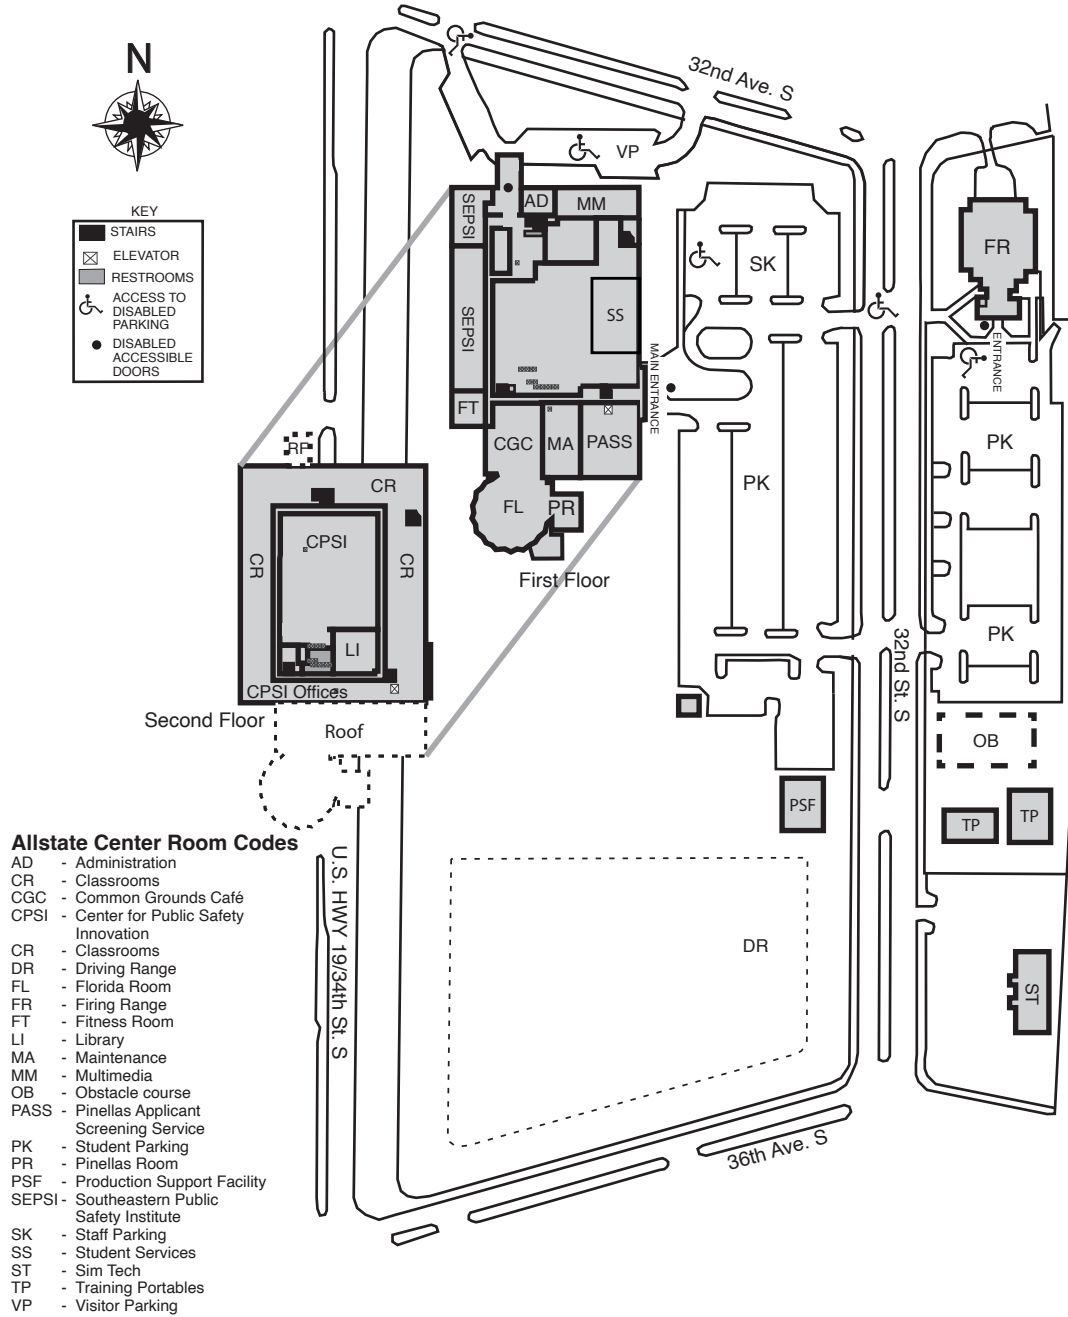 32nd Ave. S
N
VP
KEY
STAIRS
ELEVATOR
RESTROOMS
ACCESS TO
DISABLED
PARKING
DISABLED
ACCESSIBLE
DOORS
SEPSI
AD
MM
SK
FR
SS
SEPSI
MAIN ENTRANCE
ENTRANCE
FT
CGC
MA
PASS
PK
PK
RF
CR
FL
PR
CPSI
CR
CR
First Floor
LI
CPSI Offices
Second Floor
Roof
32nd St. S
PK
OB
PSF
TP
TP
DR
ST
U.S. HWY 19/34th St. S
36th Ave. S
Allstate Center Room Codes
AD - Administration
CR - Classrooms
CGC - Common Grounds Café
CPSI - Center for Public Safety
Innovation
CR - Classrooms
DR - Driving Range
FL - Florida Room
FR - Firing Range
FT - Fitness Room
LI - Library
MA - Maintenance
MM - Multimedia
OB - Obstacle course
PASS - Pinellas Applicant
Screening Service
PK - Student Parking
PR - Pinellas Room
PSF - Production Support Facility
SEPSI - Southeastern Public
Safety Institute
SK - Staff Parking
SS - Student Services
ST - Sim Tech
TP - Training Portables
VP - Visitor Parking